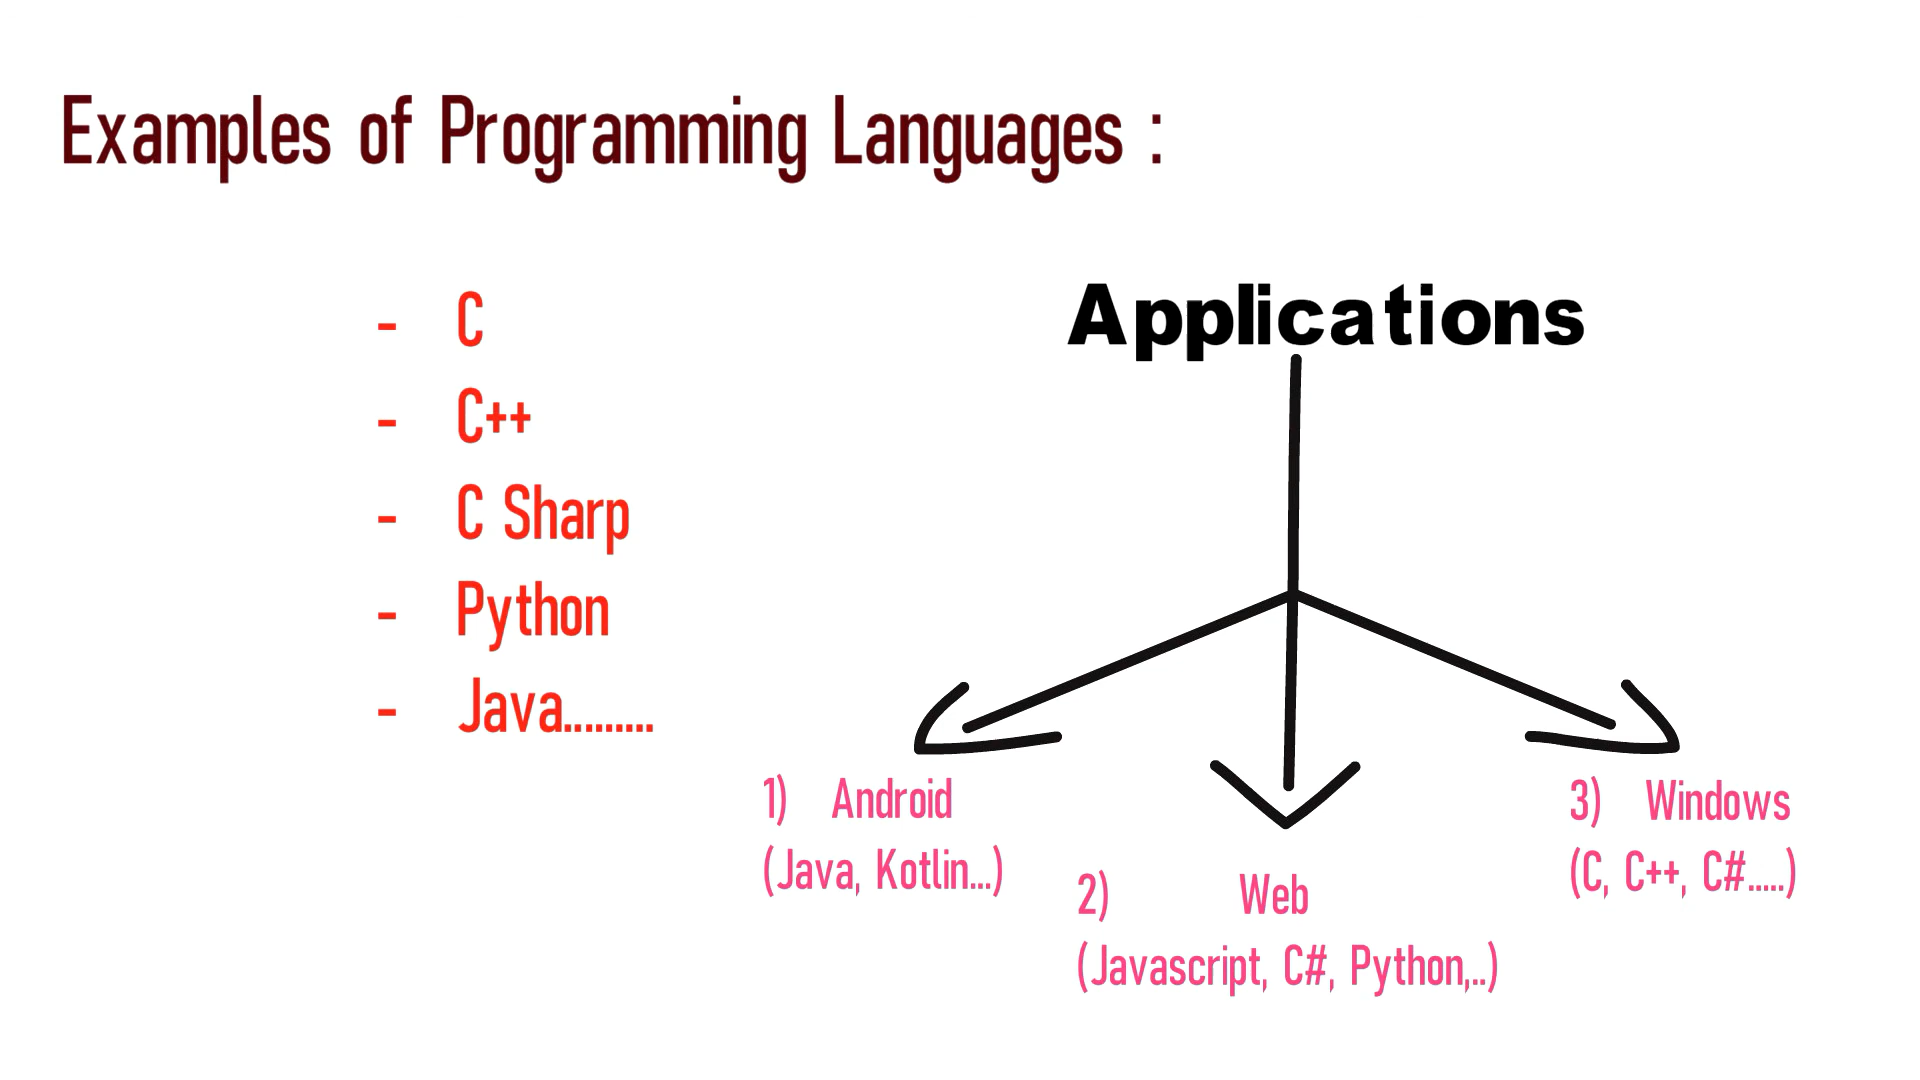 Examples of Programming Languages :
- C
- C++
- C Sharp
- Python
- Java.........
Applications
1) Android
(Java, Kotlin...)
2) Web
(Javascript, C#, Python,..)
3) Windows
(C, C++, C#.....)